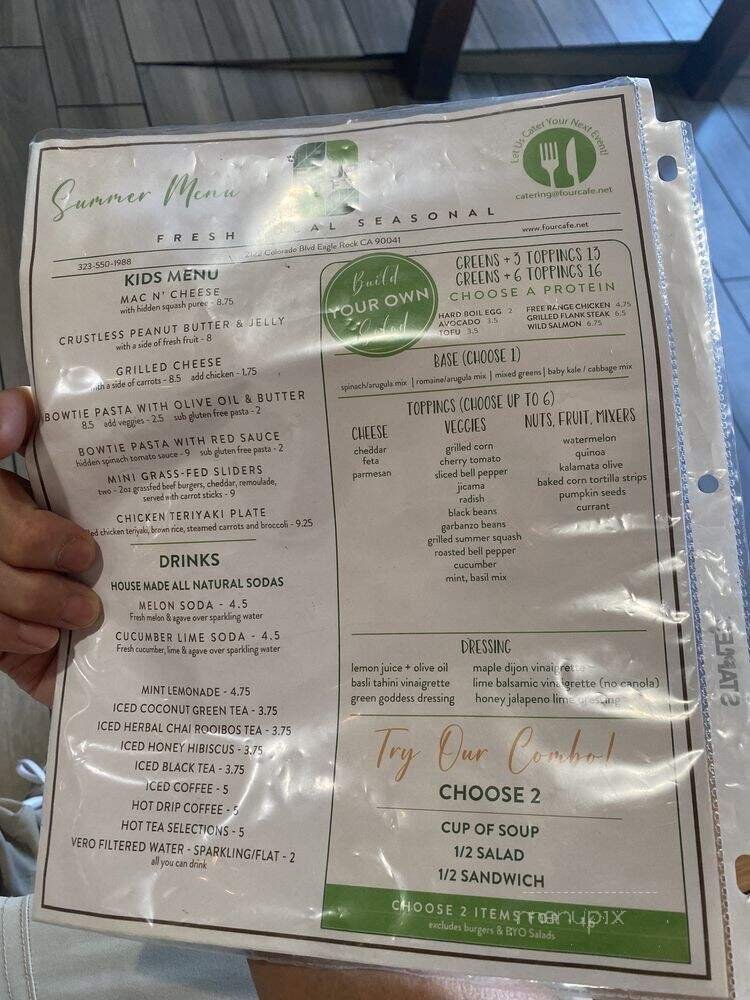 Summer Menu
Let Us Cater Your Next Event!
catering@fourcafe.net
FRESH LOCAL SEASONAL
323-550-1988
2122 Colorado Blvd Eagle Rock CA 90041
www.fourcafe.net
KIDS MENU
MAC N' CHEESE
with hidden squash puree - 8.75
CRUSTLESS PEANUT BUTTER & JELLY
with a side of fresh fruit - 8
GRILLED CHEESE
with a side of carrots - 8.5 add chicken - 1.75
BOWTIE PASTA WITH OLIVE OIL & BUTTER
8.5 add veggies - 2.5 sub gluten free pasta - 2
BOWTIE PASTA WITH RED SAUCE
hidden spinach tomato sauce - 9 sub gluten free pasta - 2
MINI GRASS-FED SLIDERS
two - 2oz grassfed beef burgers, cheddar, remoulade,
served with carrot sticks - 9
CHICKEN TERIYAKI PLATE
chicken teriyaki, brown rice, steamed carrots and broccoli - 9.25
DRINKS
HOUSE MADE ALL NATURAL SODAS
MELON SODA - 4.5
Fresh melon & agave over sparkling water
CUCUMBER LIME SODA - 4.5
Fresh cucumber, lime & agave over sparkling water
MINT LEMONADE - 4.75
ICED COCONUT GREEN TEA - 3.75
ICED HERBAL CHAI ROOIBOS TEA - 3.75
ICED HONEY HIBISCUS - 3.75
ICED BLACK TEA - 3.75
ICED COFFEE - 5
HOT DRIP COFFEE - 5
HOT TEA SELECTIONS - 5
VERO FILTERED WATER - SPARKLING/FLAT - 2
all you can drink
Build
YOUR OWN
Salad
GREENS + 3 TOPPINGS 13
GREENS + 6 TOPPINGS 16
CHOOSE A PROTEIN
HARD BOIL EGG 2
AVOCADO 3.5
TOFU 3.5
FREE RANGE CHICKEN 4.75
GRILLED FLANK STEAK 6.5
WILD SALMON 6.75
BASE (CHOOSE 1)
spinach/arugula mix | romaine/arugula mix | mixed greens | baby kale / cabbage mix
TOPPINGS (CHOOSE UP TO 6)
CHEESE
cheddar
feta
parmesan
VEGGIES
grilled corn
cherry tomato
sliced bell pepper
jicama
radish
black beans
garbanzo beans
grilled summer squash
roasted bell pepper
cucumber
mint, basil mix
NUTS, FRUIT, MIXERS
watermelon
quinoa
kalamata olive
baked corn tortilla strips
pumpkin seeds
currant
DRESSING
lemon juice + olive oil
basli tahini vinaigrette
green goddess dressing
maple dijon vinaigrette
lime balsamic vinaigrette (no canola)
honey jalapeno lime dressing
Try Our Combo!
CHOOSE 2
CUP OF SOUP
1/2 SALAD
1/2 SANDWICH
CHOOSE 2 ITEMS FOR
excludes burgers & BYO Salads
menupix
STAPLES